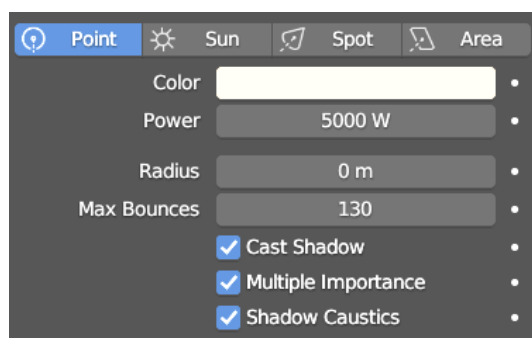 Point Sun Spot Area
Color
Power 5000 W
Radius 0 m
Max Bounces 130
Cast Shadow
Multiple Importance
Shadow Caustics